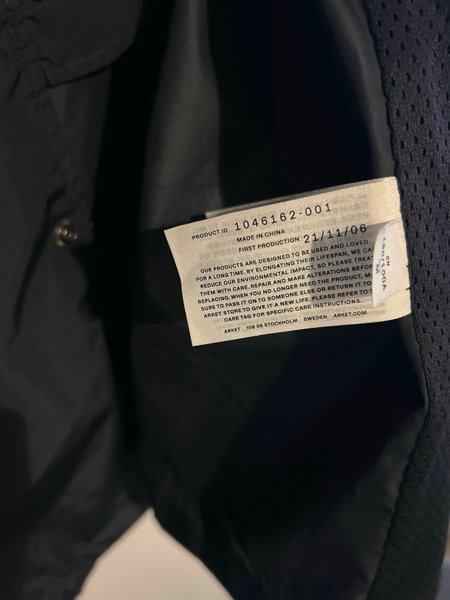 PRODUCT ID 1046162-001
MADE IN CHINA
FIRST PRODUCTION 21/11/06
OUR PRODUCTS ARE DESIGNED TO BE USED AND LOVED
FOR A LONG TIME. BY ELONGATING THEIR LIFESPAN, WE CAN
REDUCE OUR ENVIRONMENTAL IMPACT, SO PLEASE TREAT
THEM WITH CARE. REPAIR AND MAKE ALTERATIONS BEFORE
REPLACING. WHEN YOU NO LONGER NEED THE PRODUCT, M
SURE TO PASS IT ON TO SOMEONE ELSE OR RETURN IT TO
ARKET STORE TO GIVE IT A NEW LIFE. PLEASE REFER TO T
CARE TAG FOR SPECIFIC CARE INSTRUCTIONS.
ARKET 106 38 STOCKHOLM SWEDEN ARKET.COM